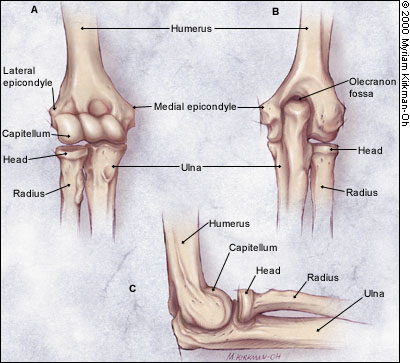 A
B
Humerus
Lateral
epicondyle
Olecranon
fossa
Medial epicondyle
Capitellum
Head
Head
Ulna
Radius
Radius
Humerus
Capitellum
Head
Radius
Ulna
C
M. KIRKMAN-OH
© 2000 Myriam Kirkman-Oh